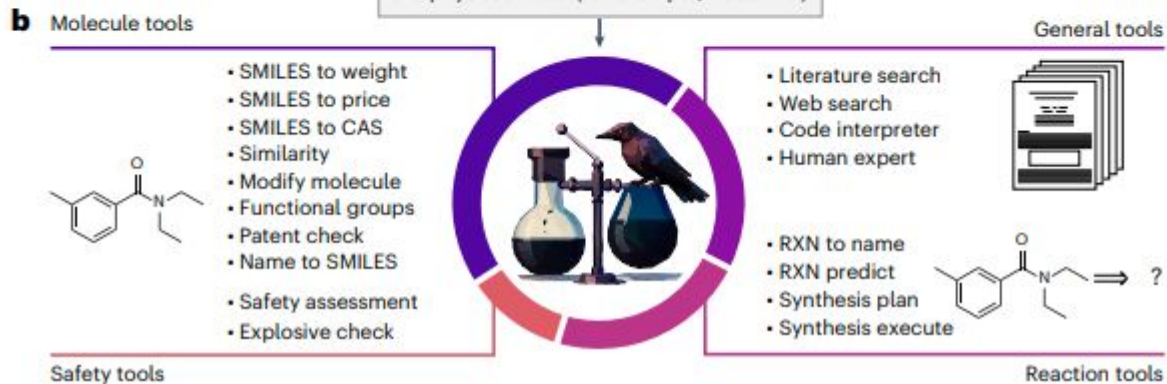 b Molecule tools
General tools
• SMILES to weight
• SMILES to price
• SMILES to CAS
• Similarity
• Modify molecule
• Functional groups
• Patent check
• Name to SMILES
• Safety assessment
• Explosive check
• Literature search
• Web search
• Code interpreter
• Human expert
• RXN to name
• RXN predict
• Synthesis plan
• Synthesis execute
O
N
O
N
?
Safety tools
Reaction tools